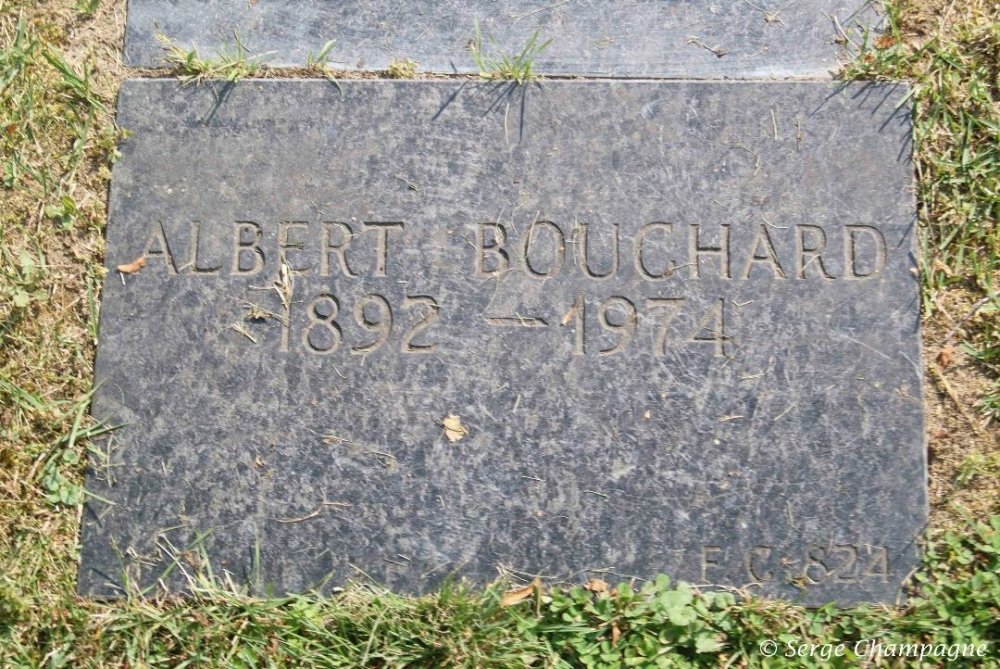 ALBERT BOUCHARD
1892 — 1974
F.C. 824
© Serge Champagne